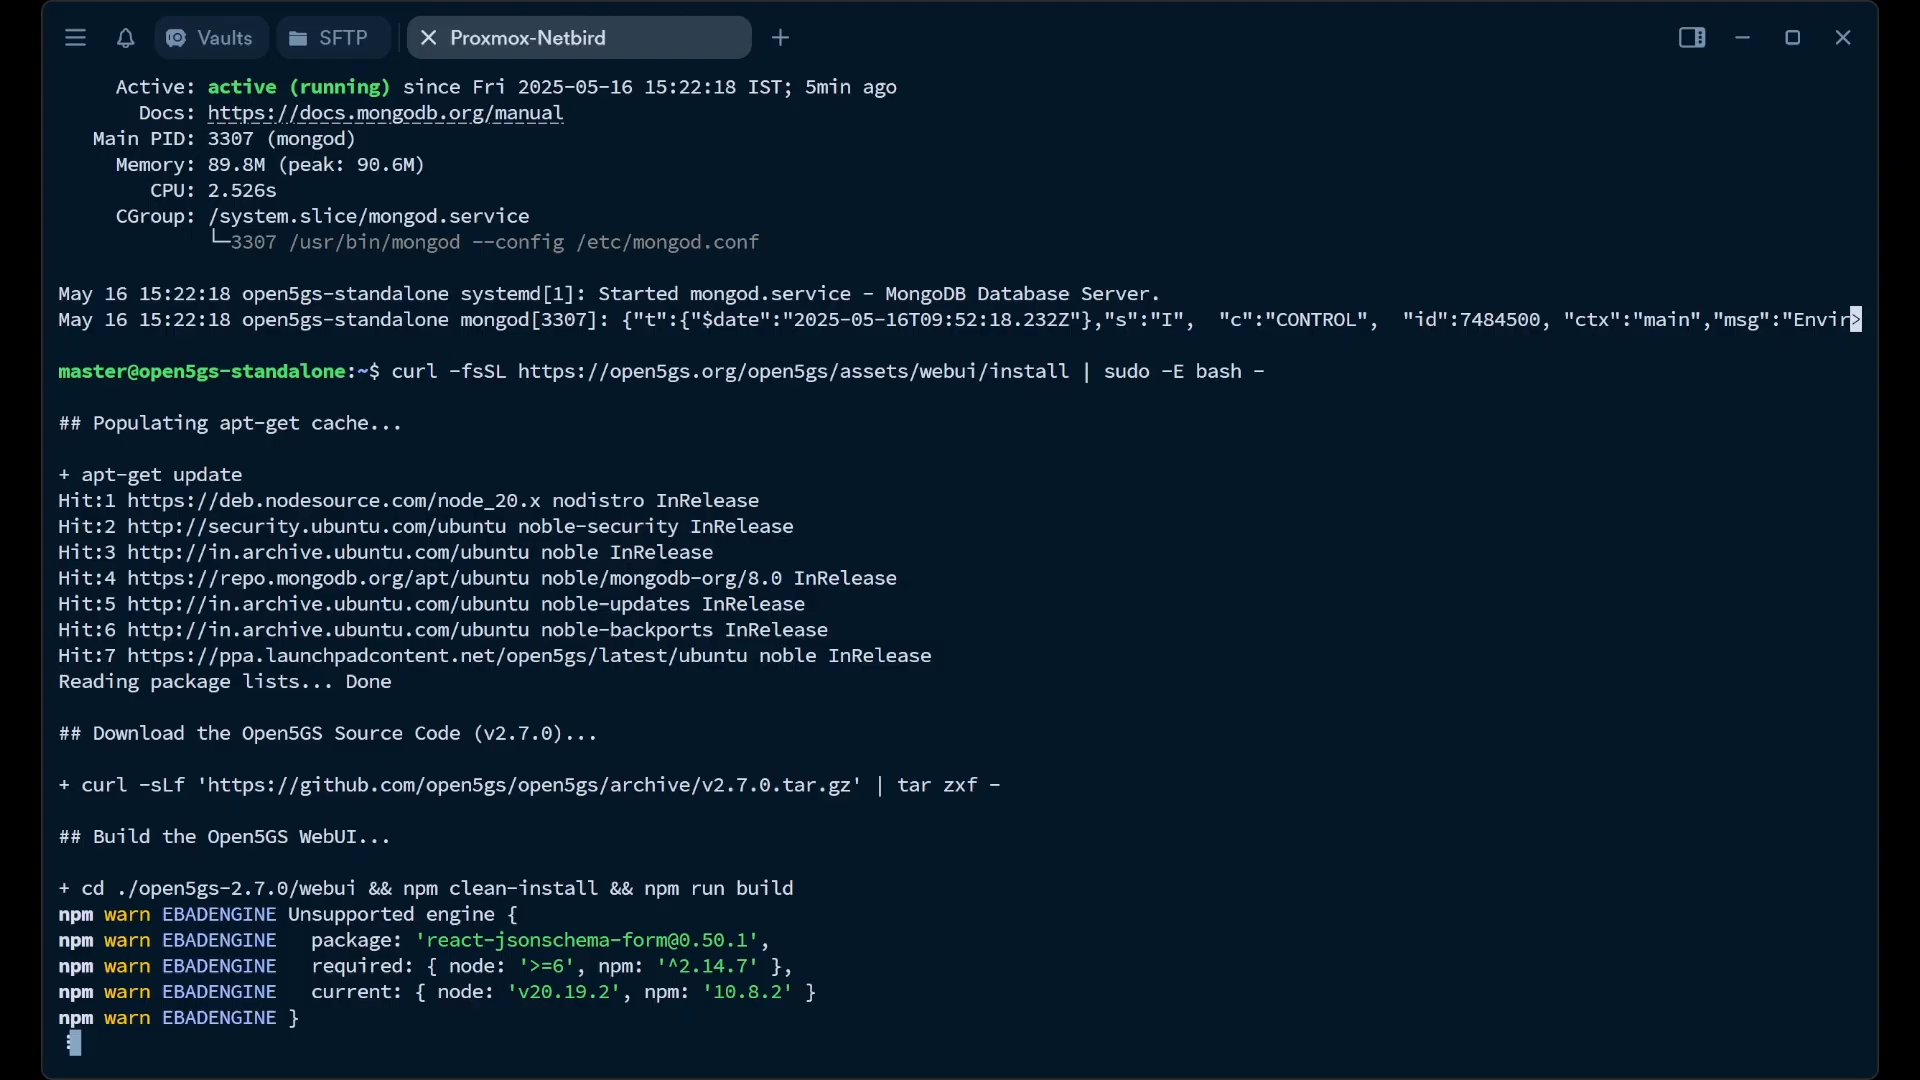 Vaults SFTP Proxmox-Netbird
Active: active (running) since Fri 2025-05-16 15:22:18 IST; 5min ago
Docs: https://docs.mongodb.org/manual
Main PID: 3307 (mongod)
Memory: 89.8M (peak: 90.6M)
CPU: 2.526s
CGroup: /system.slice/mongod.service
└─3307 /usr/bin/mongod --config /etc/mongod.conf
May 16 15:22:18 open5gs-standalone systemd[1]: Started mongod.service - MongoDB Database Server.
May 16 15:22:18 open5gs-standalone mongod[3307]: {"t":{"$date":"2025-05-16T09:52:18.232Z"},"s":"I",  "c":"CONTROL",  "id":7484500, "ctx":"main","msg":"Envir>
master@open5gs-standalone:~$ curl -fsSL https://open5gs.org/open5gs/assets/webui/install | sudo -E bash -
## Populating apt-get cache...
+ apt-get update
Hit:1 https://deb.nodesource.com/node_20.x nodistro InRelease
Hit:2 http://security.ubuntu.com/ubuntu noble-security InRelease
Hit:3 http://in.archive.ubuntu.com/ubuntu noble InRelease
Hit:4 https://repo.mongodb.org/apt/ubuntu noble/mongodb-org/8.0 InRelease
Hit:5 http://in.archive.ubuntu.com/ubuntu noble-updates InRelease
Hit:6 http://in.archive.ubuntu.com/ubuntu noble-backports InRelease
Hit:7 https://ppa.launchpadcontent.net/open5gs/latest/ubuntu noble InRelease
Reading package lists... Done
## Download the Open5GS Source Code (v2.7.0)...
+ curl -sLf 'https://github.com/open5gs/open5gs/archive/v2.7.0.tar.gz' | tar zxf -
## Build the Open5GS WebUI...
+ cd ./open5gs-2.7.0/webui && npm clean-install && npm run build
npm warn EBADENGINE Unsupported engine {
npm warn EBADENGINE   package: 'react-jsonschema-form@0.50.1',
npm warn EBADENGINE   required: { node: '>=6', npm: '^2.14.7' },
npm warn EBADENGINE   current: { node: 'v20.19.2', npm: '10.8.2' }
npm warn EBADENGINE }